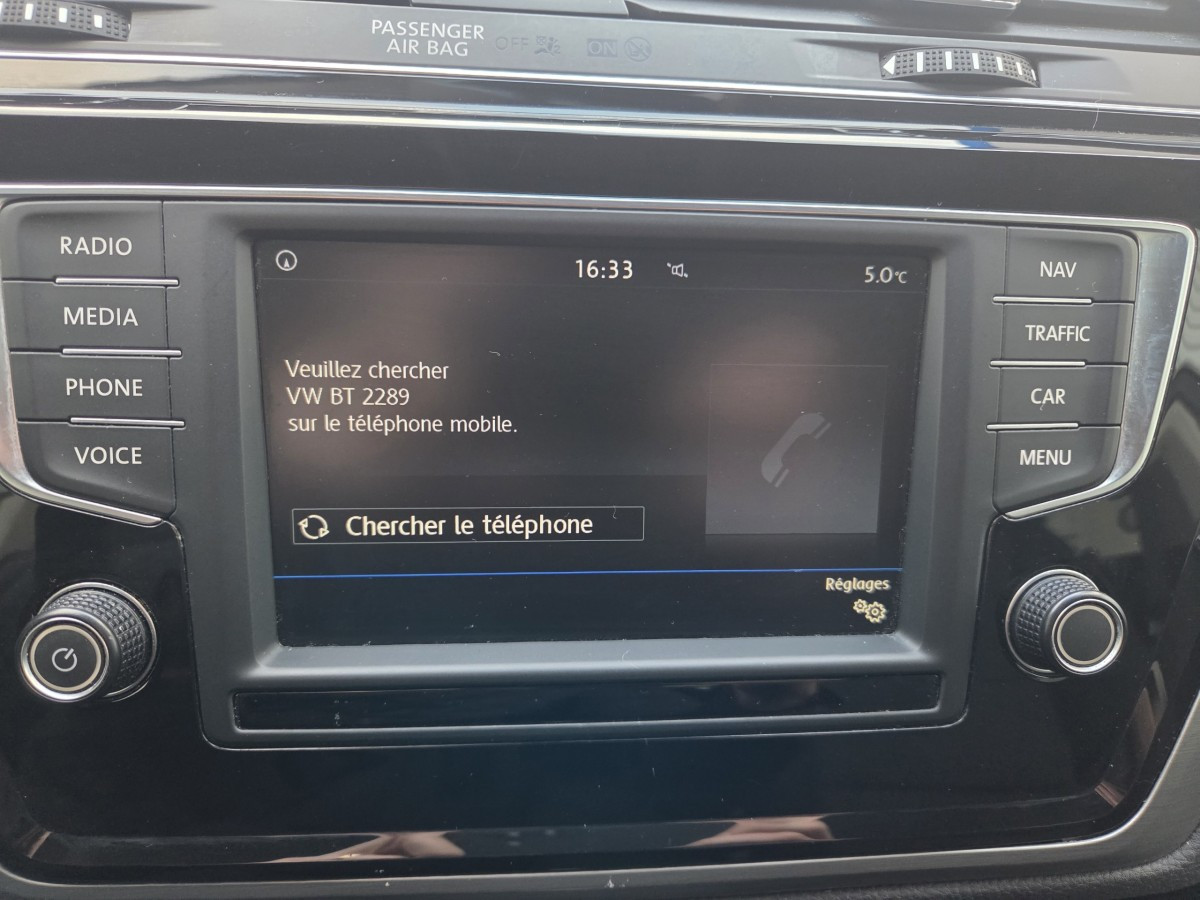 PASSENGER
AIR BAG OFF ON
RADIO
MEDIA
PHONE
VOICE
16:33
5.0°C
Veuillez chercher
VW BT 2289
sur le téléphone mobile.
Chercher le téléphone
Réglages
NAV
TRAFFIC
CAR
MENU